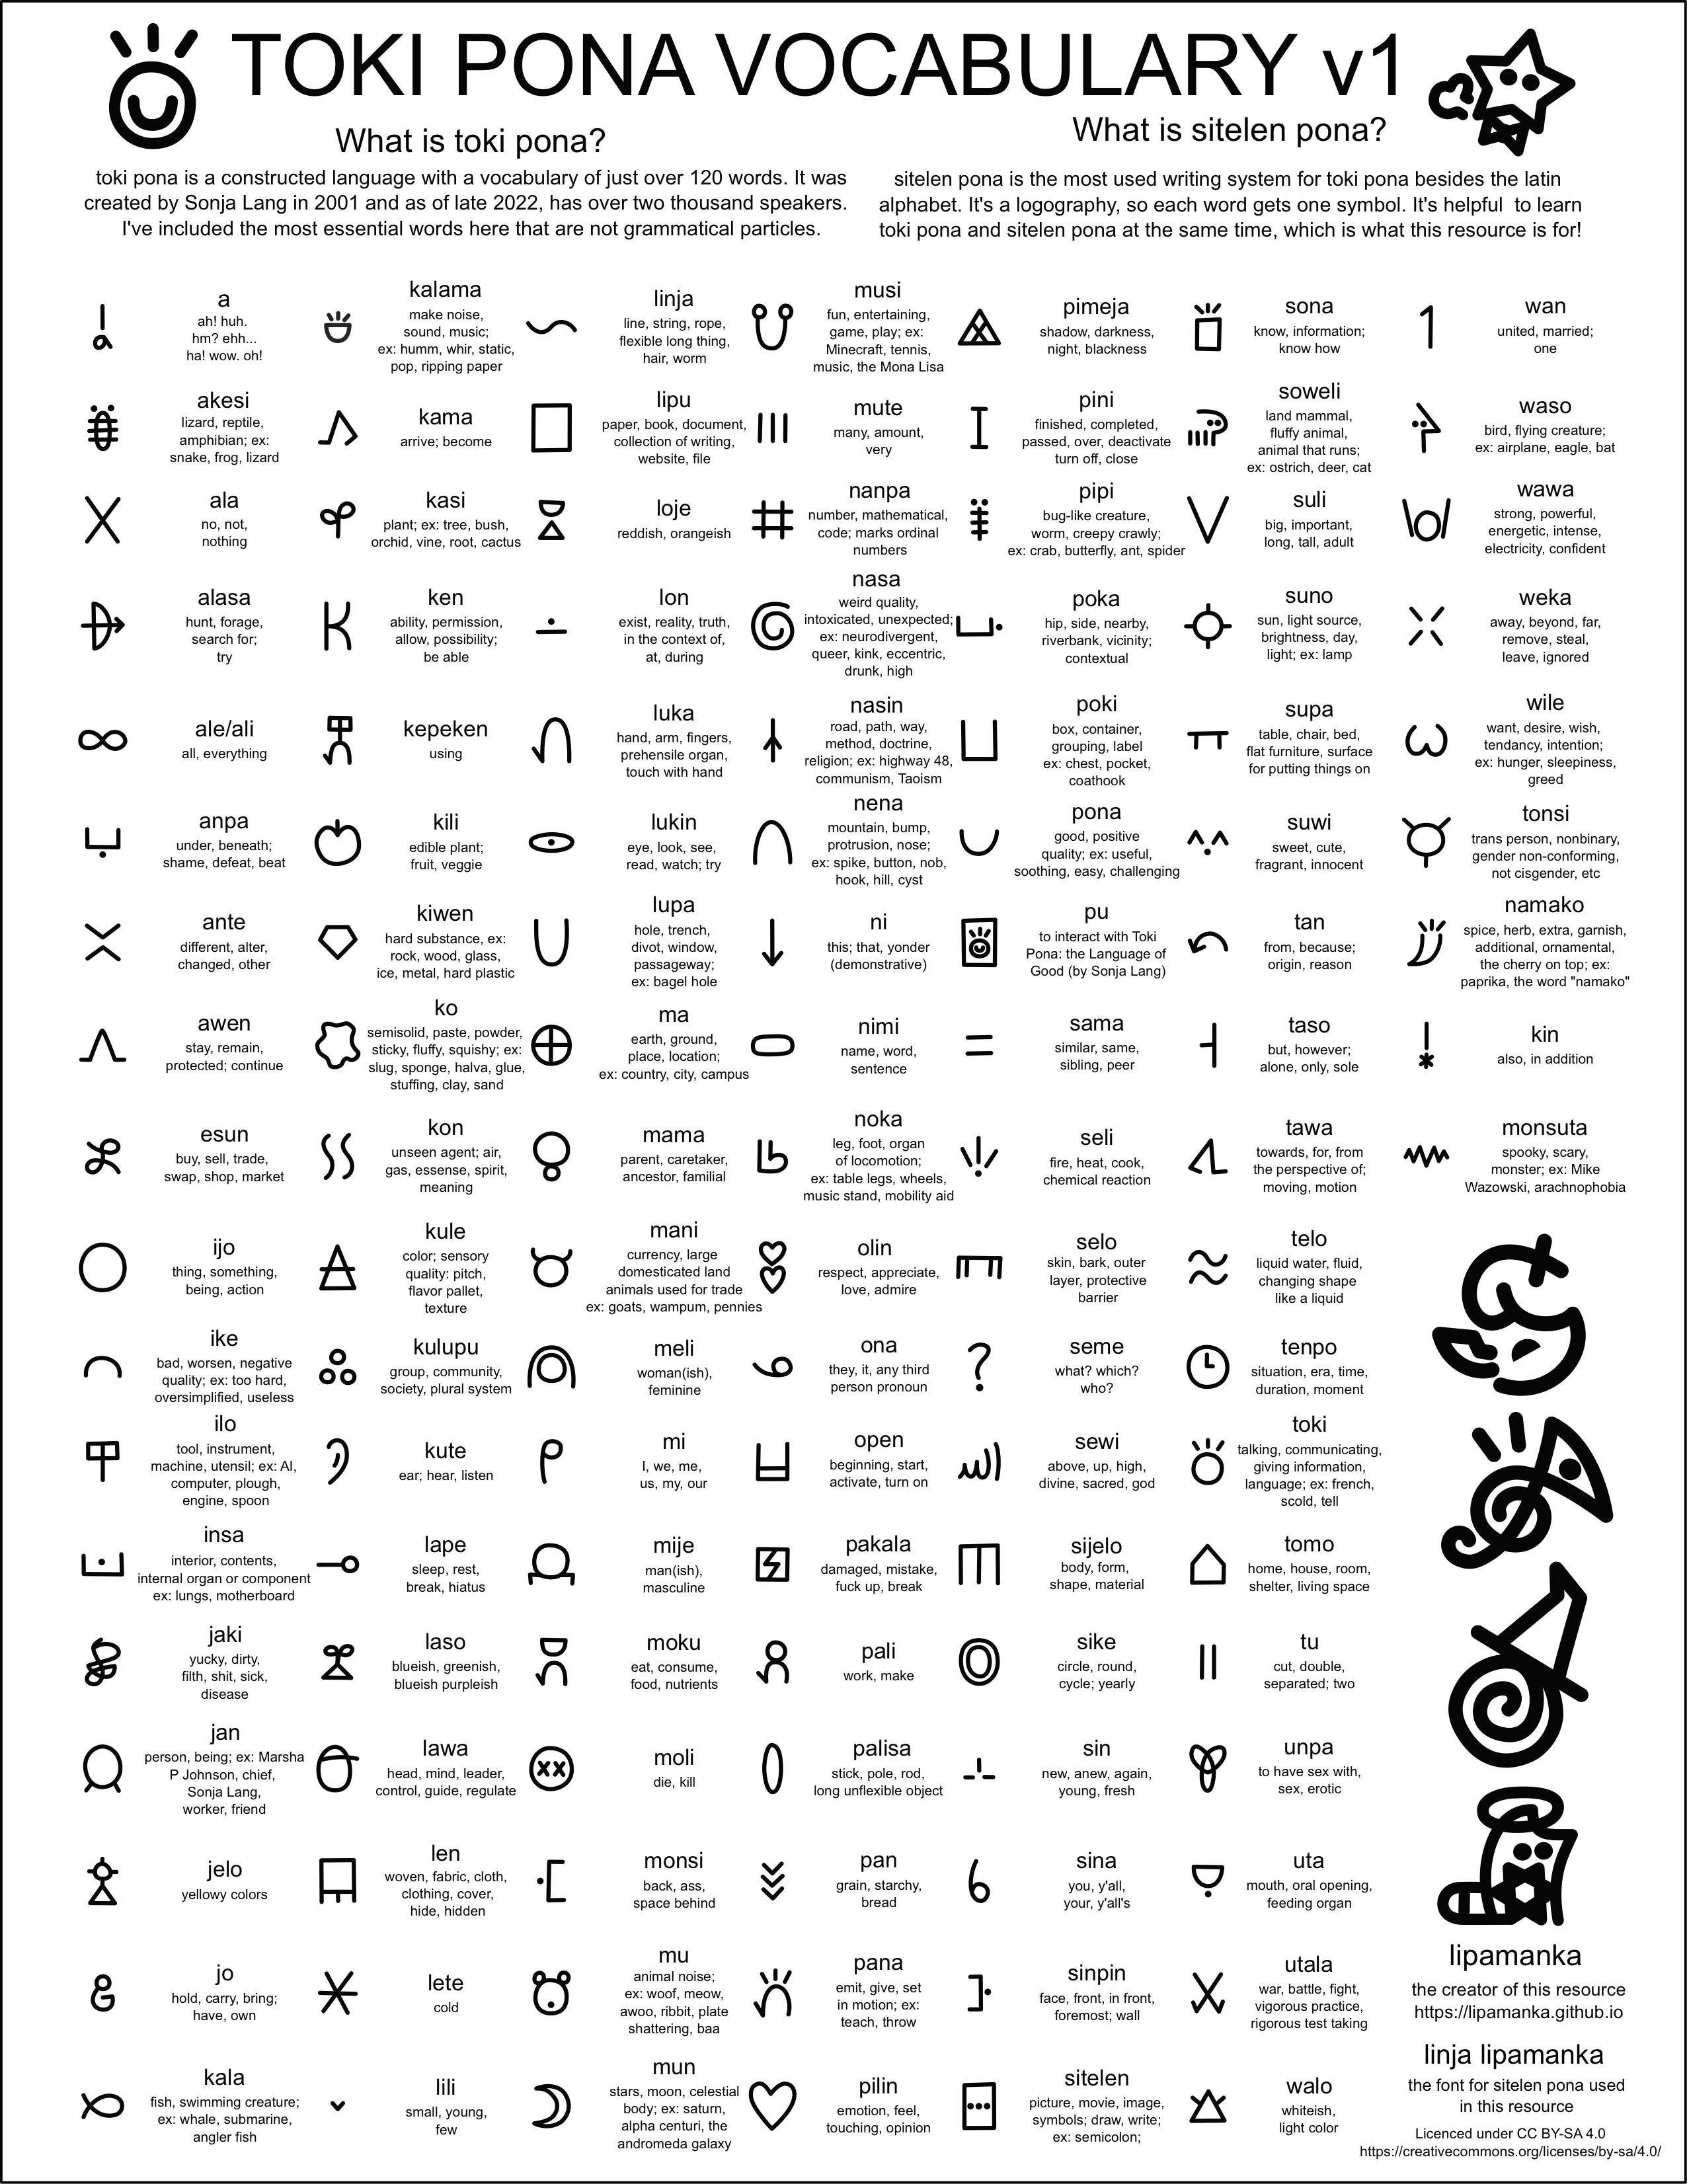 TOKI PONA VOCABULARY v1
What is toki pona?
toki pona is a constructed language with a vocabulary of just over 120 words. It was
created by Sonja Lang in 2001 and as of late 2022, has over two thousand speakers.
I've included the most essential words here that are not grammatical particles.
What is sitelen pona?
sitelen pona is the most used writing system for toki pona besides the latin
alphabet. It's a logography, so each word gets one symbol. It's helpful to learn
toki pona and sitelen pona at the same time, which is what this resource is for!
a
ah! huh.
hm? ehh...
ha! wow. oh!
akesi
lizard, reptile,
amphibian; ex:
snake, frog, lizard
ala
no, not,
nothing
alasa
hunt, forage,
search for;
try
ale/ali
all, everything
anpa
under, beneath;
shame, defeat, beat
ante
different, alter,
changed, other
awen
stay, remain,
protected; continue
esun
buy, sell, trade,
swap, shop, market
ijo
thing, something,
being, action
ike
bad, worsen, negative
quality; ex: too hard,
oversimplified, useless
ilo
tool, instrument,
machine, utensil; ex: AI,
computer, plough,
engine, spoon
insa
interior, contents,
internal organ or component
ex: lungs, motherboard
jaki
yucky, dirty,
filth, shit, sick,
disease
jan
person, being; ex: Marsha
P Johnson, chief,
Sonja Lang,
worker, friend
jelo
yellowy colors
jo
hold, carry, bring;
have, own
kala
fish, swimming creature;
ex: whale, submarine,
angler fish
kalama
make noise,
sound, music;
ex: humm, whir, static,
pop, ripping paper
kama
arrive; become
kasi
plant; ex: tree, bush,
orchid, vine, root, cactus
ken
ability, permission,
allow, possibility;
be able
kepeken
using
kili
edible plant;
fruit, veggie
kiwen
hard substance, ex:
rock, wood, glass,
ice, metal, hard plastic
ko
semisolid, paste, powder,
sticky, fluffy, squishy; ex:
slug, sponge, halva, glue,
stuffing, clay, sand
kon
unseen agent; air,
gas, essense, spirit,
meaning
kule
color; sensory
quality: pitch,
flavor pallet,
texture
kulupu
group, community,
society, plural system
kute
ear; hear, listen
lape
sleep, rest,
break, hiatus
laso
blueish, greenish,
blueish purpleish
lawa
head, mind, leader,
control, guide, regulate
len
woven, fabric, cloth,
clothing, cover,
hide, hidden
lete
cold
lili
small, young,
few
linja
line, string, rope,
flexible long thing,
hair, worm
lipu
paper, book, document,
collection of writing,
website, file
loje
reddish, orangeish
lon
exist, reality, truth,
in the context of,
at, during
luka
hand, arm, fingers,
prehensile organ,
touch with hand
lukin
eye, look, see,
read, watch; try
lupa
hole, trench,
divot, window,
passageway;
ex: bagel hole
ma
earth, ground,
place, location;
ex: country, city, campus
mama
parent, caretaker,
ancestor, familial
mani
currency, large
domesticated land
animals used for trade
ex: goats, wampum, pennies
meli
woman(ish),
feminine
mi
I, we, me,
us, my, our
mije
man(ish),
masculine
moku
eat, consume,
food, nutrients
moli
die, kill
monsi
back, ass,
space behind
mu
animal noise;
ex: woof, meow,
awoo, ribbit, plate
shattering, baa
mun
stars, moon, celestial
body; ex: saturn,
alpha centuri, the
andromeda galaxy
musi
fun, entertaining,
game, play; ex:
Minecraft, tennis,
music, the Mona Lisa
mute
many, amount,
very
nanpa
number, mathematical,
code; marks ordinal
numbers
nasa
weird quality,
intoxicated, unexpected;
ex: neurodivergent,
queer, kink, eccentric,
drunk, high
nasin
road, path, way,
method, doctrine,
religion; ex: highway 48,
communism, Taoism
nena
mountain, bump,
protrusion, nose;
ex: spike, button, nob,
hook, hill, cyst
ni
this; that, yonder
(demonstrative)
nimi
name, word,
sentence
noka
leg, foot, organ
of locomotion;
ex: table legs, wheels,
music stand, mobility aid
olin
respect, appreciate,
love, admire
ona
they, it, any third
person pronoun
open
beginning, start,
activate, turn on
pakala
damaged, mistake,
fuck up, break
pali
work, make
palisa
stick, pole, rod,
long unflexible object
pan
grain, starchy,
bread
pana
emit, give, set
in motion; ex:
teach, throw
pilin
emotion, feel,
touching, opinion
pimeja
shadow, darkness,
night, blackness
pini
finished, completed,
passed, over, deactivate
turn off, close
pipi
bug-like creature,
worm, creepy crawly;
ex: crab, butterfly, ant, spider
poka
hip, side, nearby,
riverbank, vicinity;
contextual
poki
box, container,
grouping, label
ex: chest, pocket,
coathook
pona
good, positive
quality; ex: useful,
soothing, easy, challenging
pu
to interact with Toki
Pona: the Language of
Good (by Sonja Lang)
sama
similar, same,
sibling, peer
seli
fire, heat, cook,
chemical reaction
selo
skin, bark, outer
layer, protective
barrier
seme
what? which?
who?
sewi
above, up, high,
divine, sacred, god
sijelo
body, form,
shape, material
sike
circle, round,
cycle; yearly
sin
new, anew, again,
young, fresh
sina
you, y'all,
your, y'all's
sinpin
face, front, in front,
foremost; wall
sitelen
picture, movie, image,
symbols; draw, write;
ex: semicolon;
sona
know, information;
know how
soweli
land mammal,
fluffy animal,
animal that runs;
ex: ostrich, deer, cat
suli
big, important,
long, tall, adult
suno
sun, light source,
brightness, day,
light; ex: lamp
supa
table, chair, bed,
flat furniture, surface
for putting things on
suwi
sweet, cute,
fragrant, innocent
tan
from, because;
origin, reason
taso
but, however;
alone, only, sole
tawa
towards, for, from
the perspective of;
moving, motion
telo
liquid water, fluid,
changing shape
like a liquid
tenpo
situation, era, time,
duration, moment
toki
talking, communicating,
giving information,
language; ex: french,
scold, tell
tomo
home, house, room,
shelter, living space
tu
cut, double,
separated; two
unpa
to have sex with,
sex, erotic
uta
mouth, oral opening,
feeding organ
utala
war, battle, fight,
vigorous practice,
rigorous test taking
walo
whiteish,
light color
wan
united, married;
one
waso
bird, flying creature;
ex: airplane, eagle, bat
wawa
strong, powerful,
energetic, intense,
electricity, confident
weka
away, beyond, far,
remove, steal,
leave, ignored
wile
want, desire, wish,
tendancy, intention;
ex: hunger, sleepiness,
greed
tonsi
trans person, nonbinary,
gender non-conforming,
not cisgender, etc
namako
spice, herb, extra, garnish,
additional, ornamental,
the cherry on top; ex:
paprika, the word "namako"
kin
also, in addition
monsuta
spooky, scary,
monster; ex: Mike
Wazowski, arachnophobia
lipamanka
the creator of this resource
https://lipamanka.github.io
linja lipamanka
the font for sitelen pona used
in this resource
Licenced under CC BY-SA 4.0
https://creativecommons.org/licenses/by-sa/4.0/